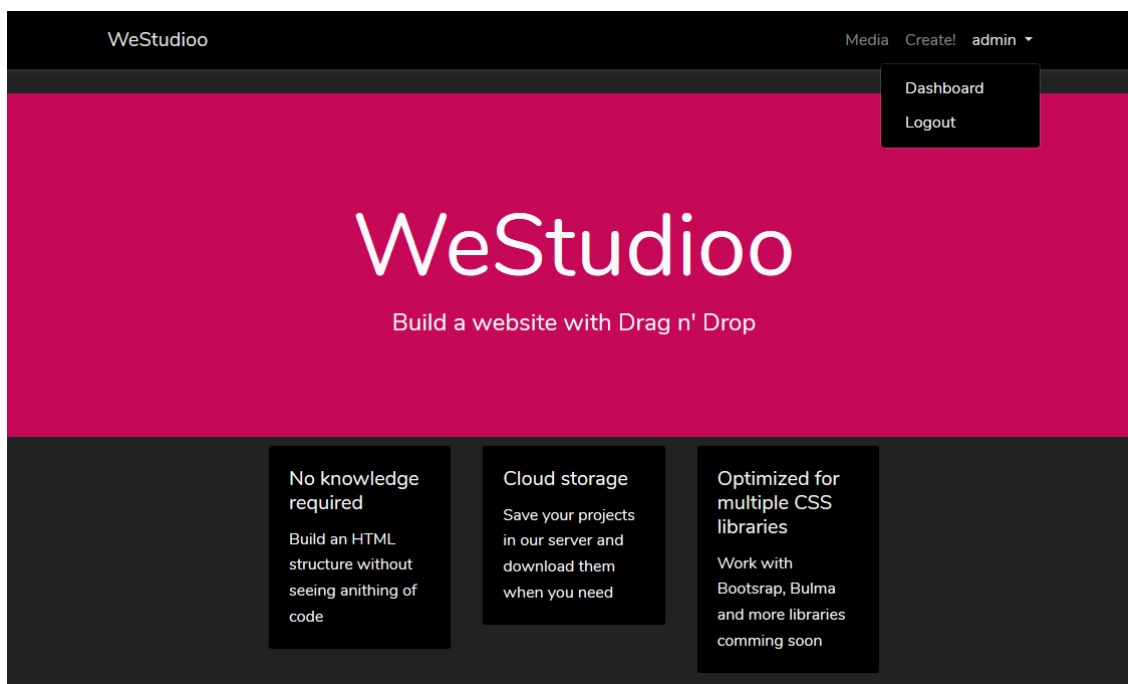 WeStudioo
Media Create! admin
Dashboard
Logout
WeStudioo
Build a website with Drag n' Drop
No knowledge
required
Build an HTML
structure without
seeing anithing of
code
Cloud storage
Save your projects
in our server and
download them
when you need
Optimized for
multiple CSS
libraries
Work with
Bootsrap, Bulma
and more libraries
comming soon